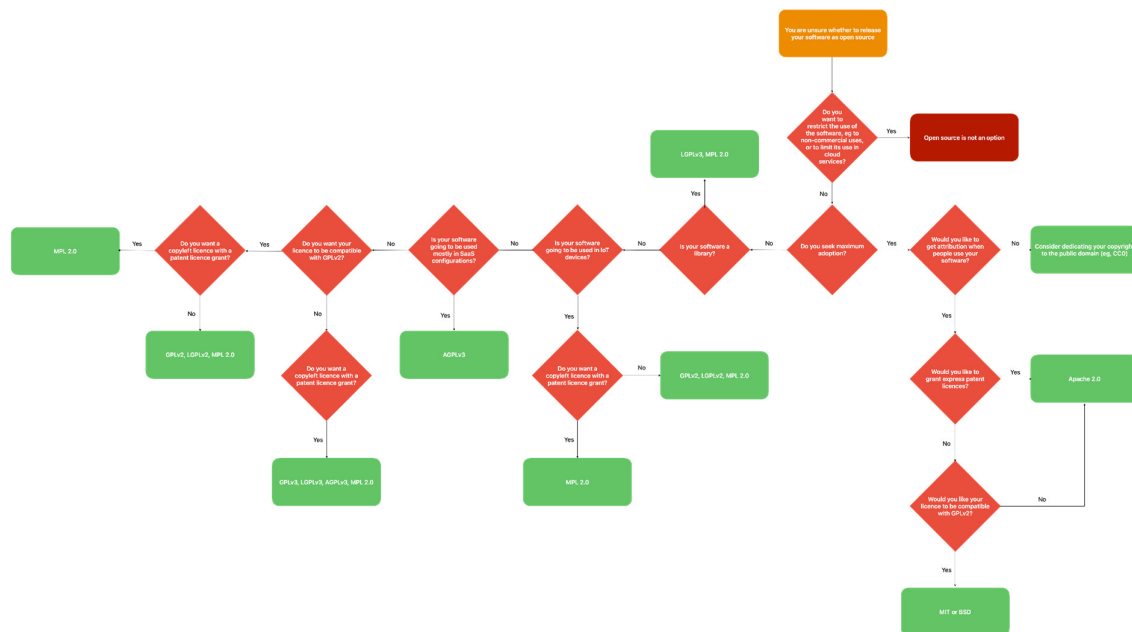 You are unsure whether to release
your software as open source
Do you
want to
restrict the use of
the software, eg to
non-commercial uses,
or to limit its use in
cloud
services?
Yes
Open source is not an option
No
LGPLv3, MPL 2.0
Yes
MPL 2.0
Yes
Do you want a
copyleft licence with a
patent licence grant?
Yes
Do you want your
licence to be compatible
with GPLv2?
No
Is your software
going to be used
mostly in SaaS
configurations?
No
Is your software
going to be used in IoT
devices?
No
Is your software a
library?
No
Do you seek maximum
adoption?
Yes
Would you like to
get attribution when
people use your
software?
No
Consider dedicating your copyright
to the public domain (eg, CC0)
No
No
Yes
Yes
Yes
GPLv2, LGPLv2, MPL 2.0
Do you want a
copyleft licence with a
patent licence grant?
AGPLv3
Do you want a
copyleft licence with a
patent licence grant?
No
GPLv2, LGPLv2, MPL 2.0
Would you like to
grant express patent
licences?
Yes
Apache 2.0
Yes
Yes
No
GPLv3, LGPLv3, AGPLv3, MPL 2.0
MPL 2.0
Would you like your
licence to be compatible
with GPLv2?
No
Yes
MIT or BSD